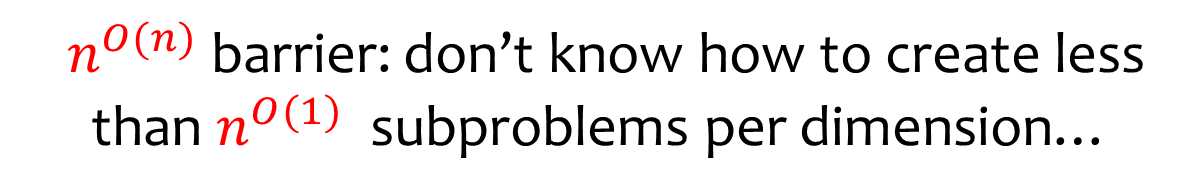 n^{O(n)} barrier: don’t know how to create less
than n^{O(1)} subproblems per dimension…